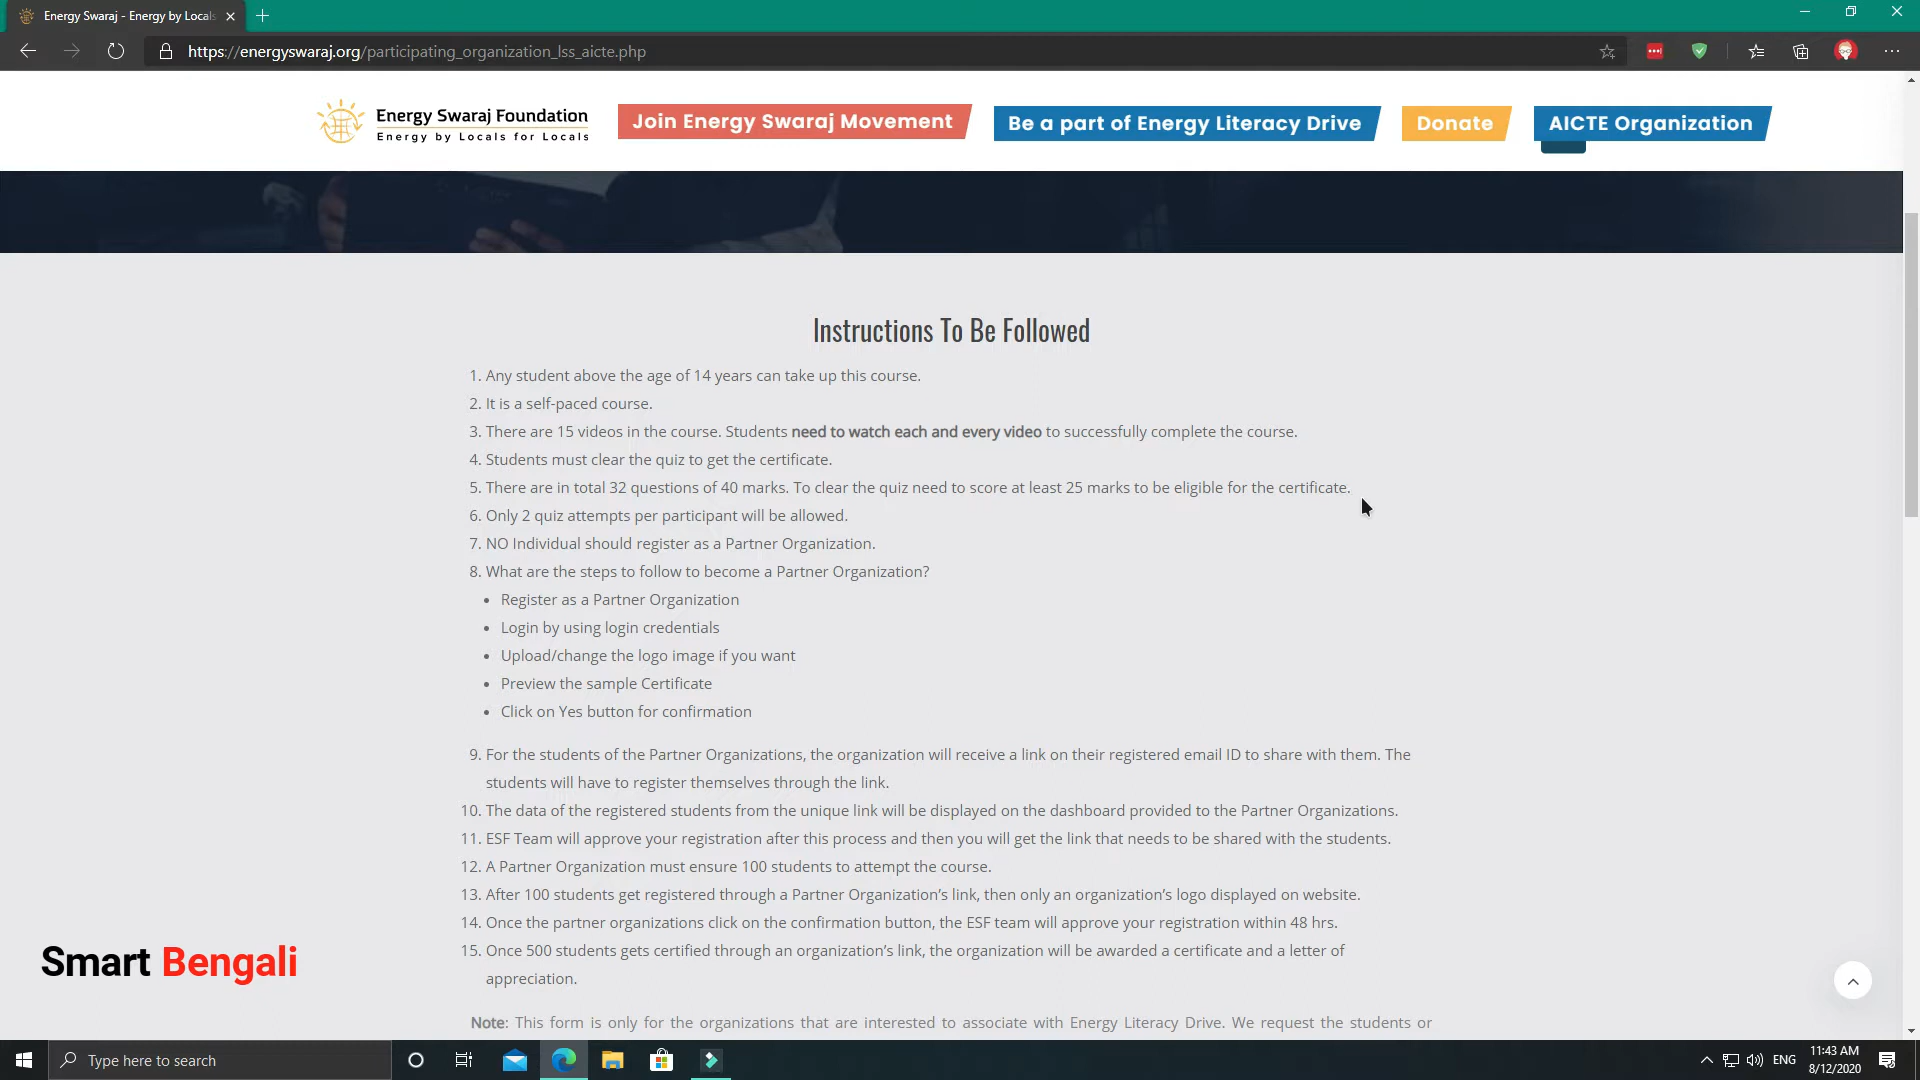 Energy Swaraj - Energy by Locals
https://energyswaraj.org/participating_organization_lss_aicte.php
Energy Swaraj Foundation
Energy by Locals for Locals
Join Energy Swaraj Movement
Be a part of Energy Literacy Drive
Donate
AICTE Organization
Instructions To Be Followed
1. Any student above the age of 14 years can take up this course.
2. It is a self-paced course.
3. There are 15 videos in the course. Students need to watch each and every video to successfully complete the course.
4. Students must clear the quiz to get the certificate.
5. There are in total 32 questions of 40 marks. To clear the quiz need to score at least 25 marks to be eligible for the certificate.
6. Only 2 quiz attempts per participant will be allowed.
7. NO Individual should register as a Partner Organization.
8. What are the steps to follow to become a Partner Organization?
• Register as a Partner Organization
• Login by using login credentials
• Upload/change the logo image if you want
• Preview the sample Certificate
• Click on Yes button for confirmation
9. For the students of the Partner Organizations, the organization will receive a link on their registered email ID to share with them. The
students will have to register themselves through the link.
10. The data of the registered students from the unique link will be displayed on the dashboard provided to the Partner Organizations.
11. ESF Team will approve your registration after this process and then you will get the link that needs to be shared with the students.
12. A Partner Organization must ensure 100 students to attempt the course.
13. After 100 students get registered through a Partner Organization's link, then only an organization's logo displayed on website.
14. Once the partner organizations click on the confirmation button, the ESF team will approve your registration within 48 hrs.
15. Once 500 students gets certified through an organization's link, the organization will be awarded a certificate and a letter of
appreciation.
Note: This form is only for the organizations that are interested to associate with Energy Literacy Drive. We request the students or
Smart Bengali
Type here to search
ENG
11:43 AM
8/12/2020